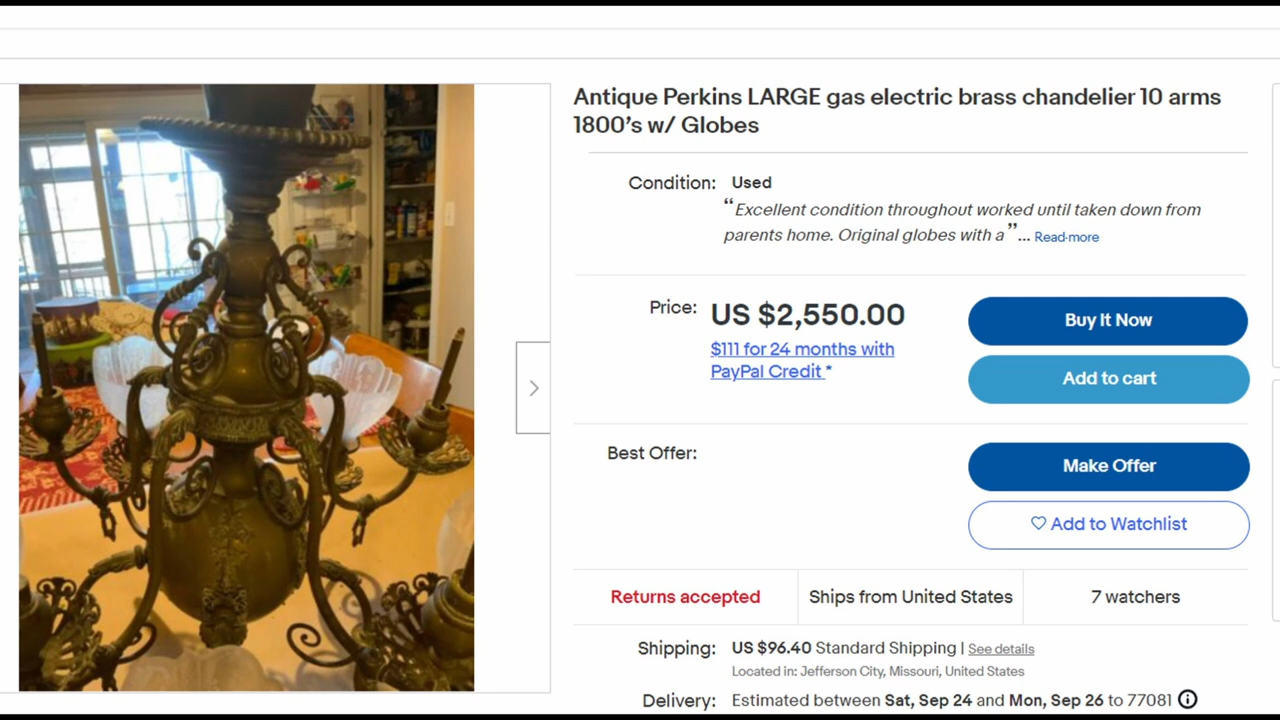 Antique Perkins LARGE gas electric brass chandelier 10 arms
1800's w/ Globes
Condition: Used
“Excellent condition throughout worked until taken down from
parents home. Original globes with a ”... Read more
Price: US $2,550.00
$111 for 24 months with
PayPal Credit *
Buy It Now
Add to cart
Best Offer:
Make Offer
Add to Watchlist
Returns accepted
Ships from United States
7 watchers
Shipping: US $96.40 Standard Shipping | See details
Located in: Jefferson City, Missouri, United States
Delivery: Estimated between Sat, Sep 24 and Mon, Sep 26 to 77081